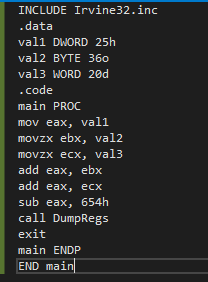 INCLUDE Irvine32.inc
.data
val1 DWORD 25h
val2 BYTE 36o
val3 WORD 20d
.code
main PROC
mov eax, val1
movzx ebx, val2
movzx ecx, val3
add eax, ebx
add eax, ecx
sub eax, 654h
call DumpRegs
exit
main ENDP
END main